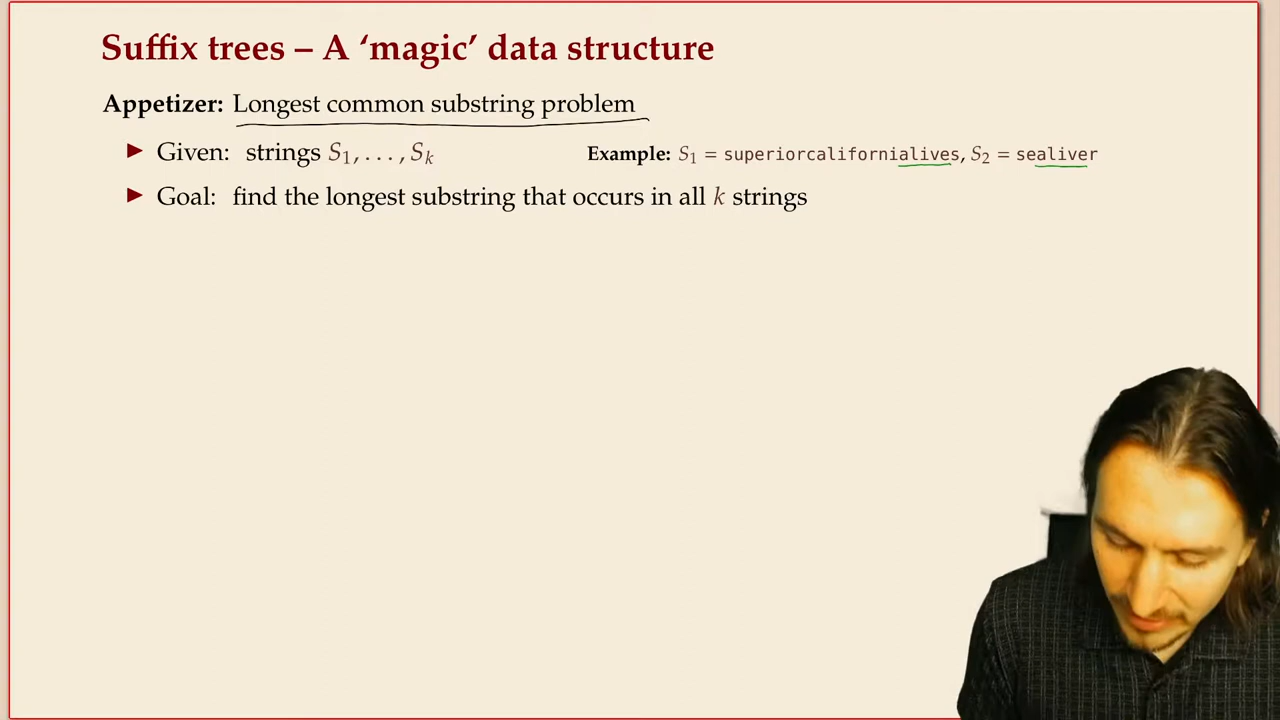 Suffix trees – A ‘magic’ data structure
Appetizer: Longest common substring problem
▶ Given: strings S₁, . . . , Sₖ Example: S₁ = superiorcalifornialives, S₂ = sealiver
▶ Goal: find the longest substring that occurs in all k strings